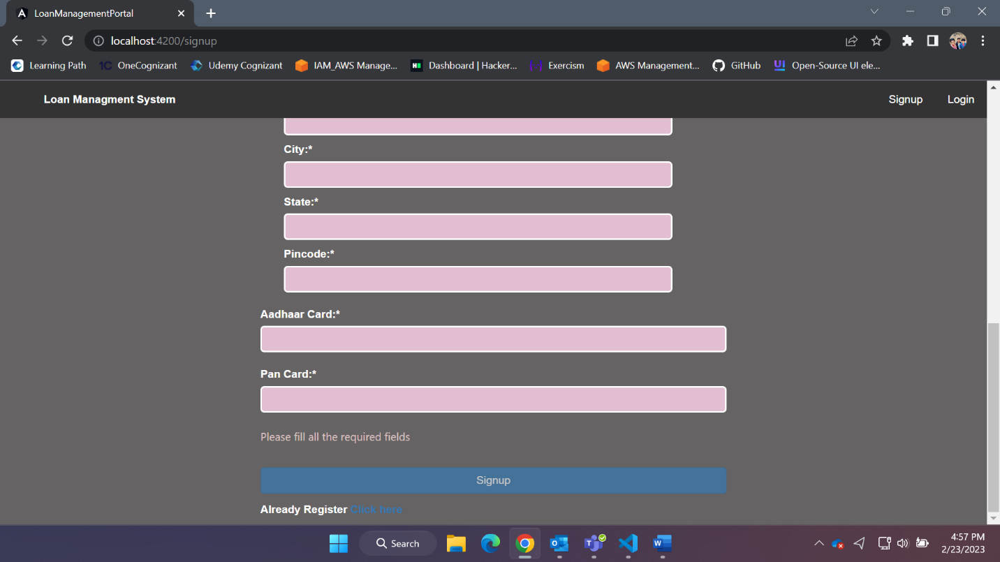 LoanManagementPortal
localhost:4200/signup
Learning Path 1C OneCognizant Udemy Cognizant IAM_AWS Manage... Dashboard | Hacker... Exercism AWS Management... GitHub UI Open-Source UI ele...
Loan Managment System Signup Login
City:*
State:*
Pincode:*
Aadhaar Card:*
Pan Card:*
Please fill all the required fields
Signup
Already Register Click here
Search
4:57 PM
2/23/2023